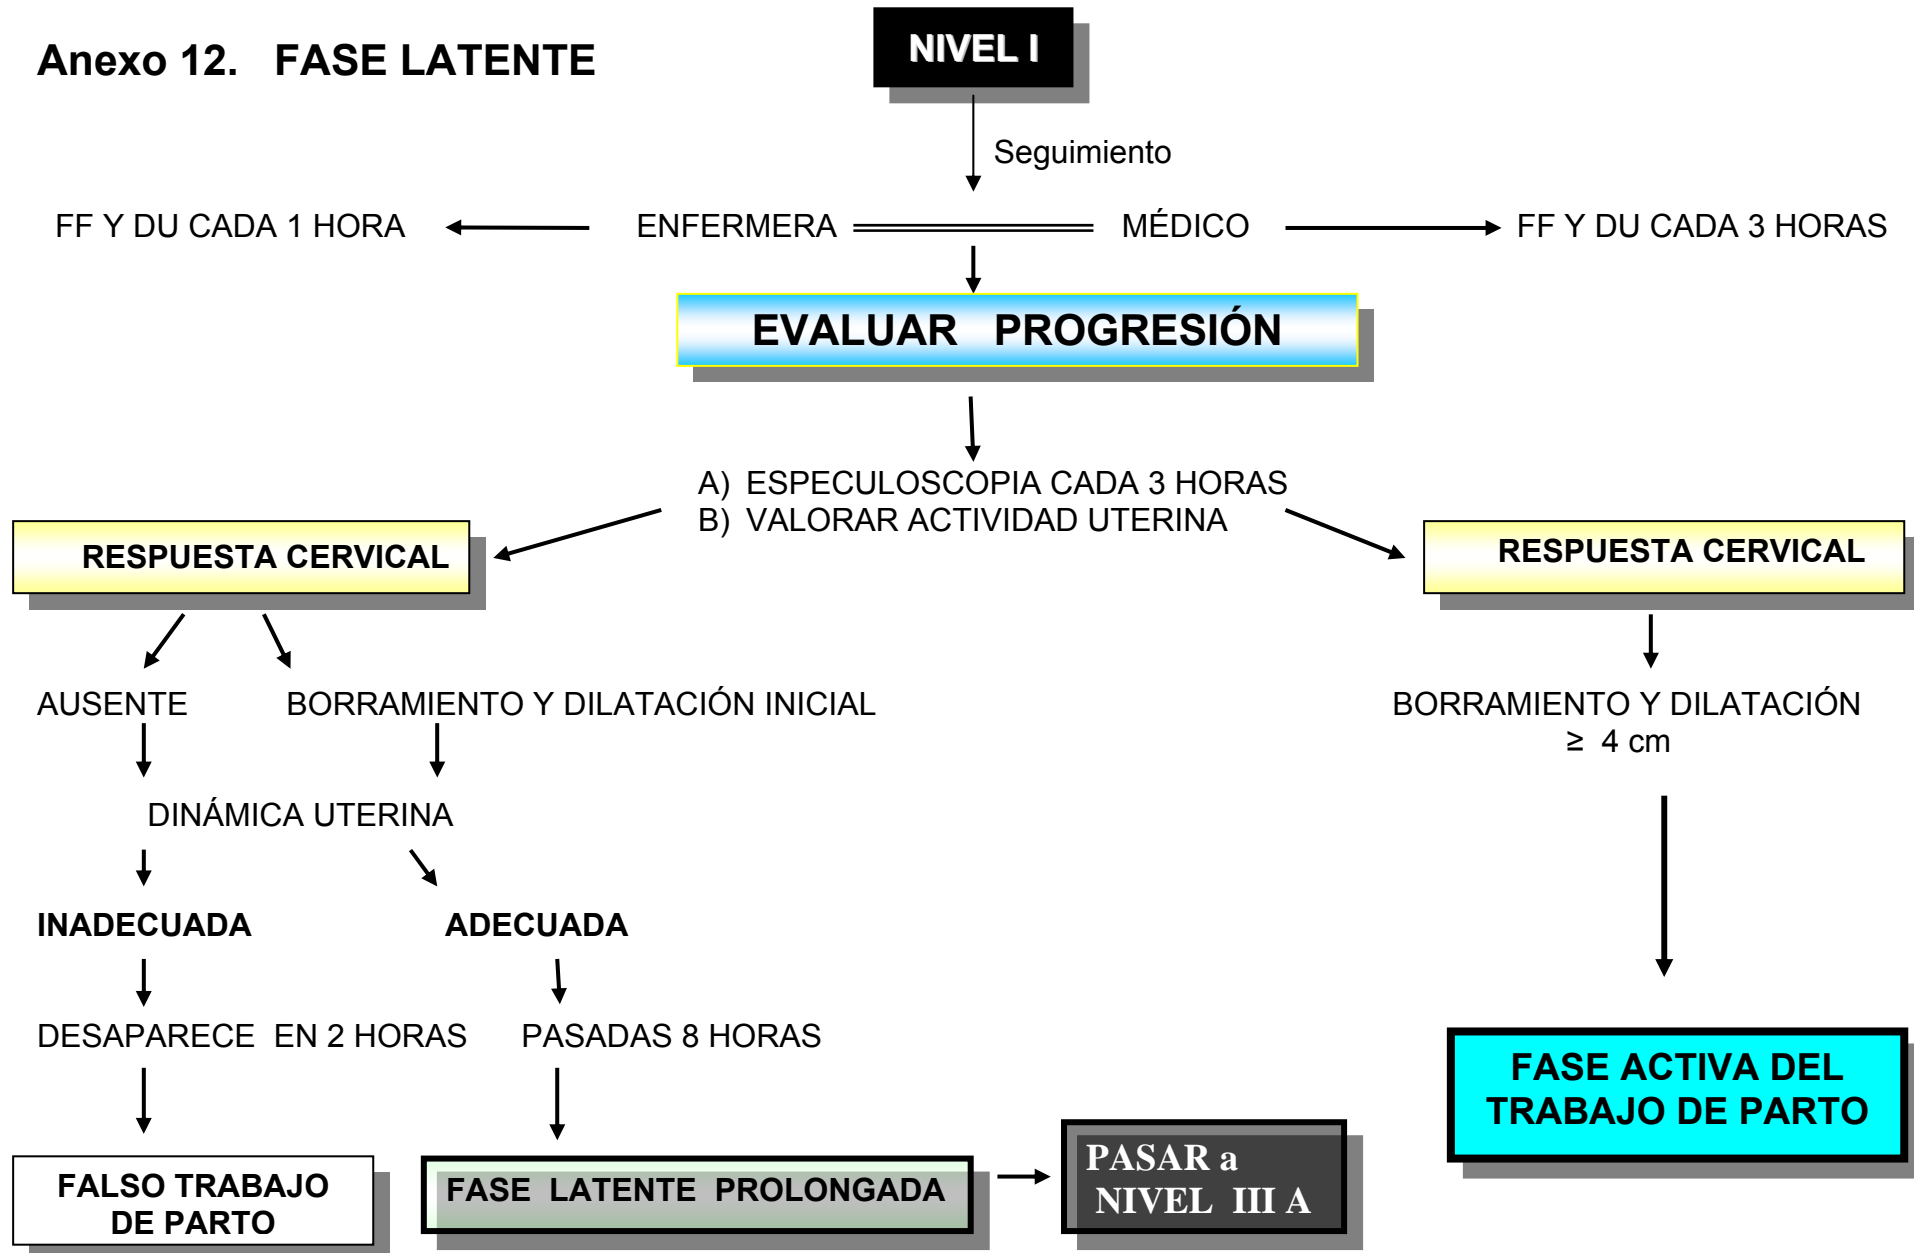 Anexo 12. FASE LATENTE
NIVEL I
Seguimiento
FF Y DU CADA 1 HORA
ENFERMERA
MÉDICO
FF Y DU CADA 3 HORAS
EVALUAR PROGRESIÓN
A) ESPECULOSCOPIA CADA 3 HORAS
B) VALORAR ACTIVIDAD UTERINA
RESPUESTA CERVICAL
RESPUESTA CERVICAL
AUSENTE
BORRAMIENTO Y DILATACIÓN INICIAL
BORRAMIENTO Y DILATACIÓN
≥ 4 cm
DINÁMICA UTERINA
INADECUADA
ADECUADA
DESAPARECE EN 2 HORAS
PASADAS 8 HORAS
FASE ACTIVA DEL
TRABAJO DE PARTO
FALSO TRABAJO
DE PARTO
FASE LATENTE PROLONGADA
PASAR a
NIVEL III A